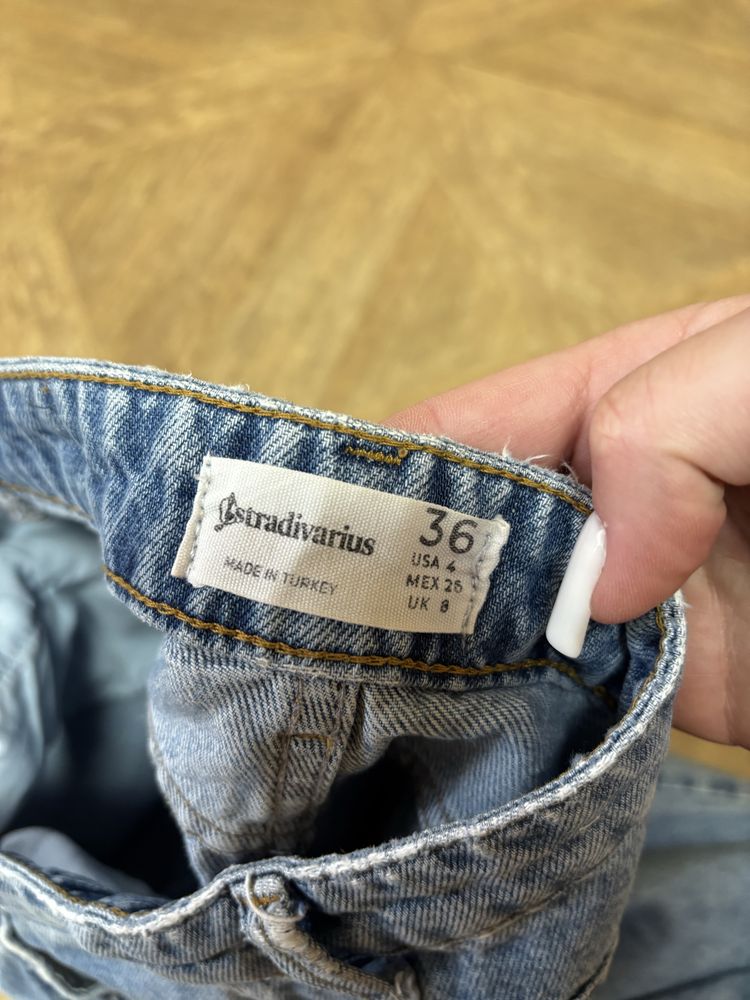 stradivarius
MADE IN TURKEY
36
USA 4
MEX 26
UK 8